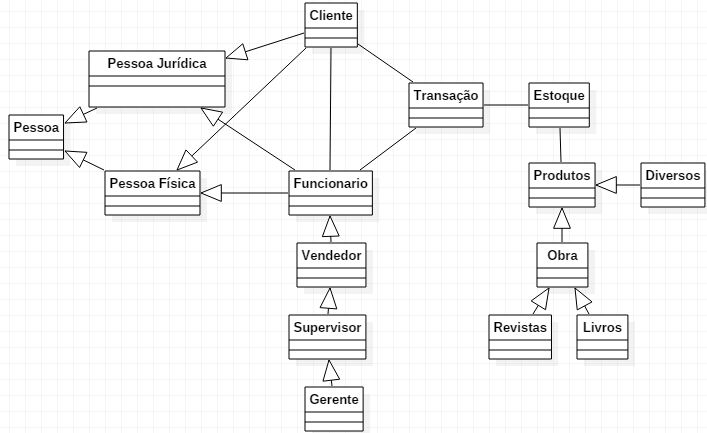 Cliente
Pessoa Jurídica
Transação
Estoque
Pessoa
Pessoa Física
Funcionario
Produtos
Diversos
Vendedor
Obra
Supervisor
Revistas
Livros
Gerente